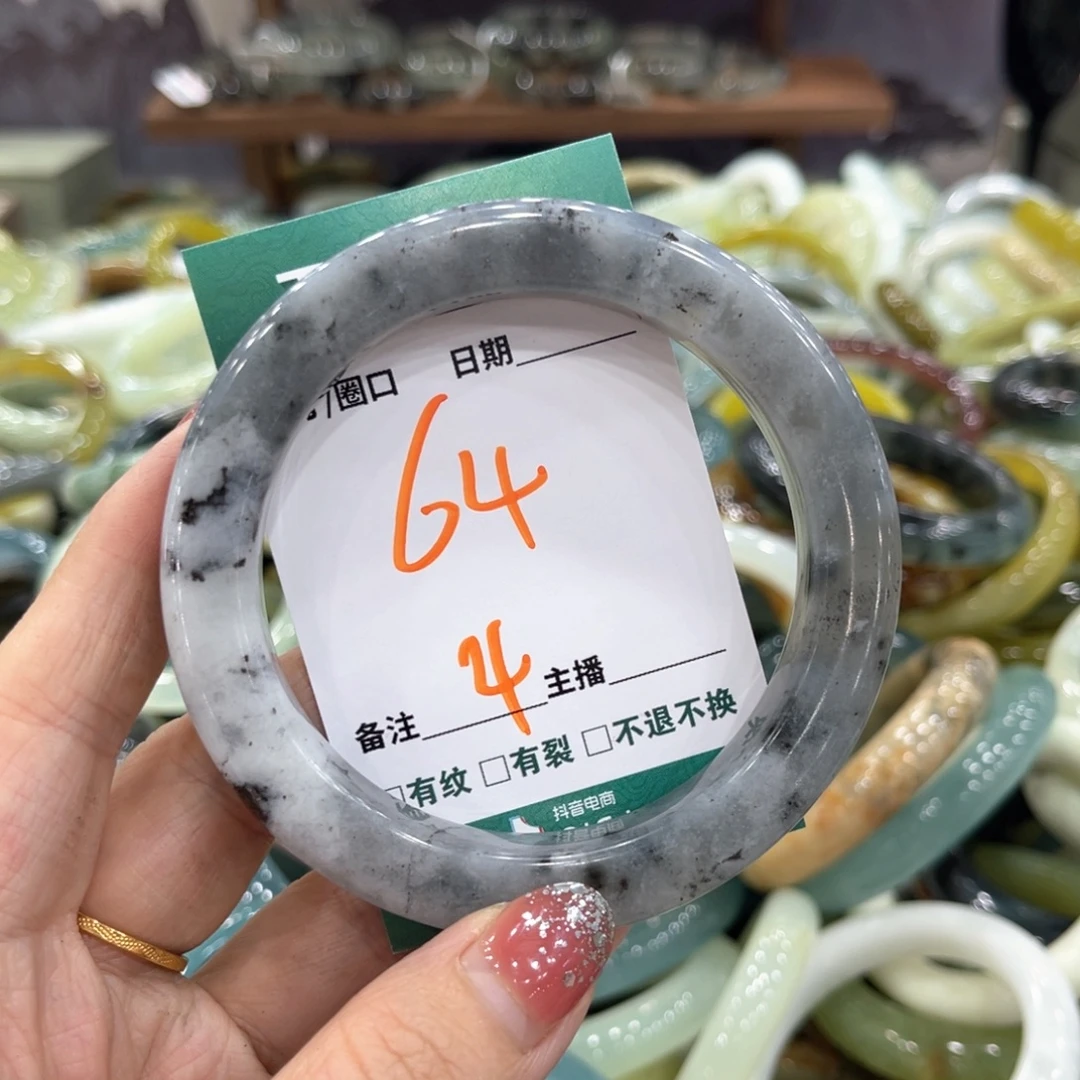 日期
圈口
64
4
主播
备注
有纹 □有裂 □不退不换
抖音电商